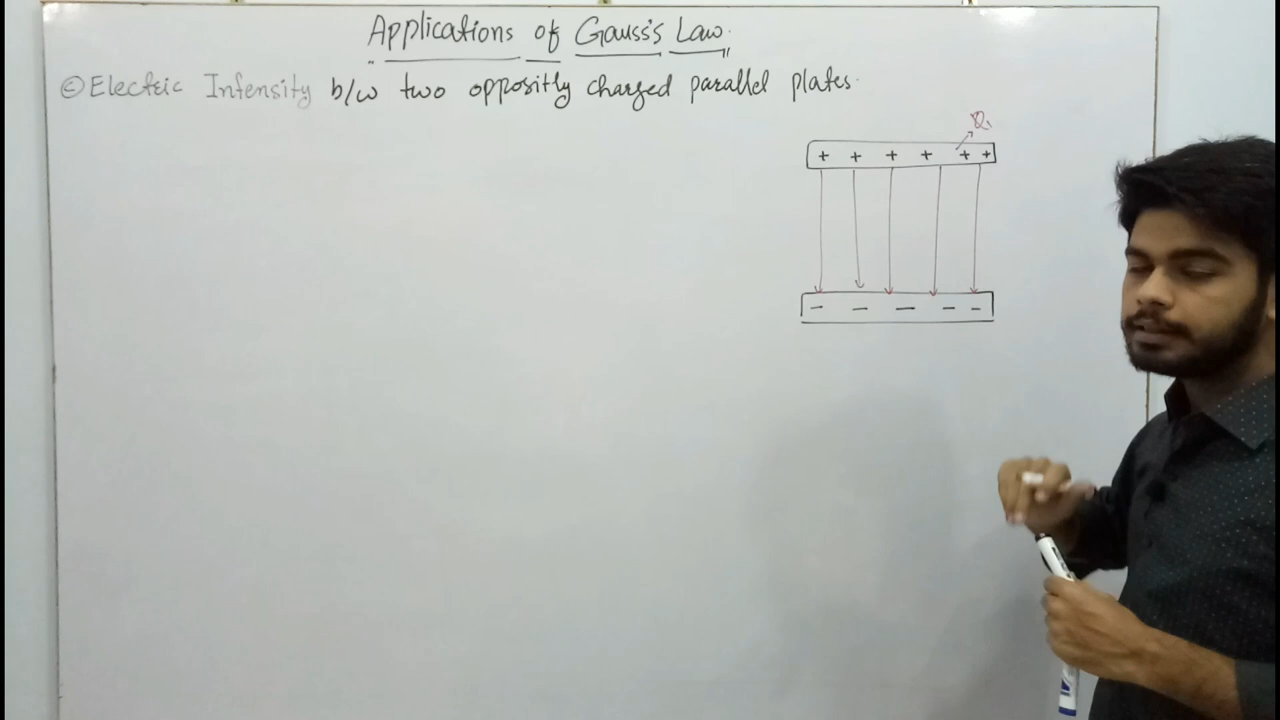 Applications of Gauss's Law.
© Electric Intensity b/w two oppositly charged parallel plates.
Q
+ + + + + +
- - - - -